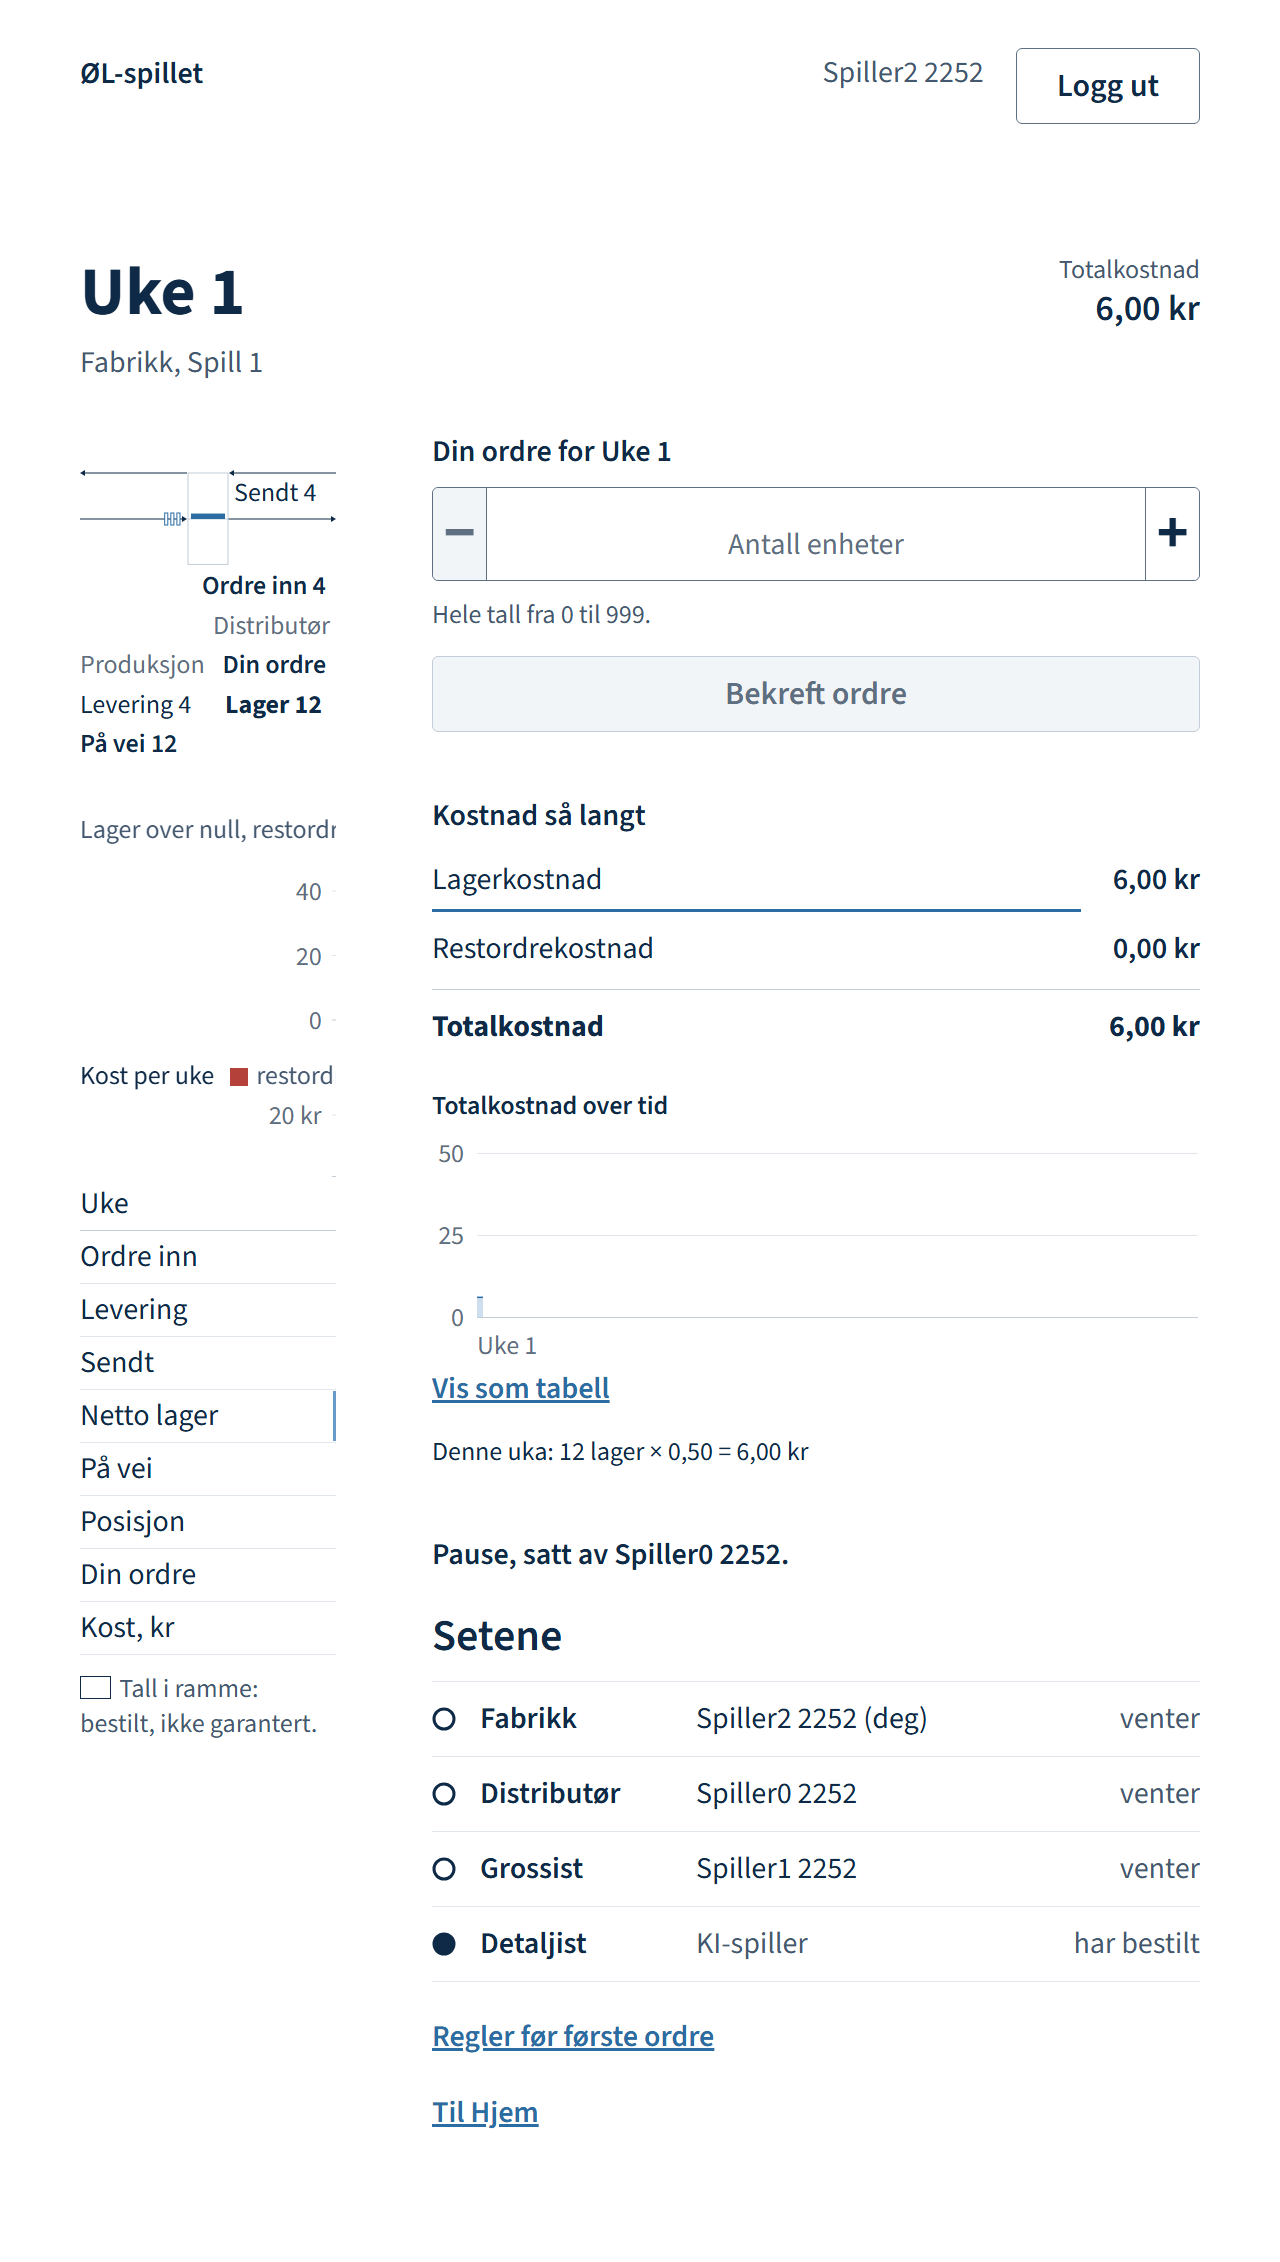 ØL-spillet
Spiller2 2252
Logg ut
Uke 1
Totalkostnad
6,00 kr
Fabrikk, Spill 1
Sendt 4
Ordre inn 4
Distributør
Produksjon Din ordre
Levering 4 Lager 12
På vei 12
Lager over null, restordr
40
20
0
Kost per uke restord
20 kr
Uke
Ordre inn
Levering
Sendt
Netto lager
På vei
Posisjon
Din ordre
Kost, kr
Tall i ramme:
bestilt, ikke garantert.
Din ordre for Uke 1
− Antall enheter +
Hele tall fra 0 til 999.
Bekreft ordre
Kostnad så langt
Lagerkostnad 6,00 kr
Restordrekostnad 0,00 kr
Totalkostnad 6,00 kr
Totalkostnad over tid
50
25
0
Uke 1
Vis som tabell
Denne uka: 12 lager × 0,50 = 6,00 kr
Pause, satt av Spiller0 2252.
Setene
Fabrikk Spiller2 2252 (deg) venter
Distributør Spiller0 2252 venter
Grossist Spiller1 2252 venter
Detaljist KI-spiller har bestilt
Regler før første ordre
Til Hjem